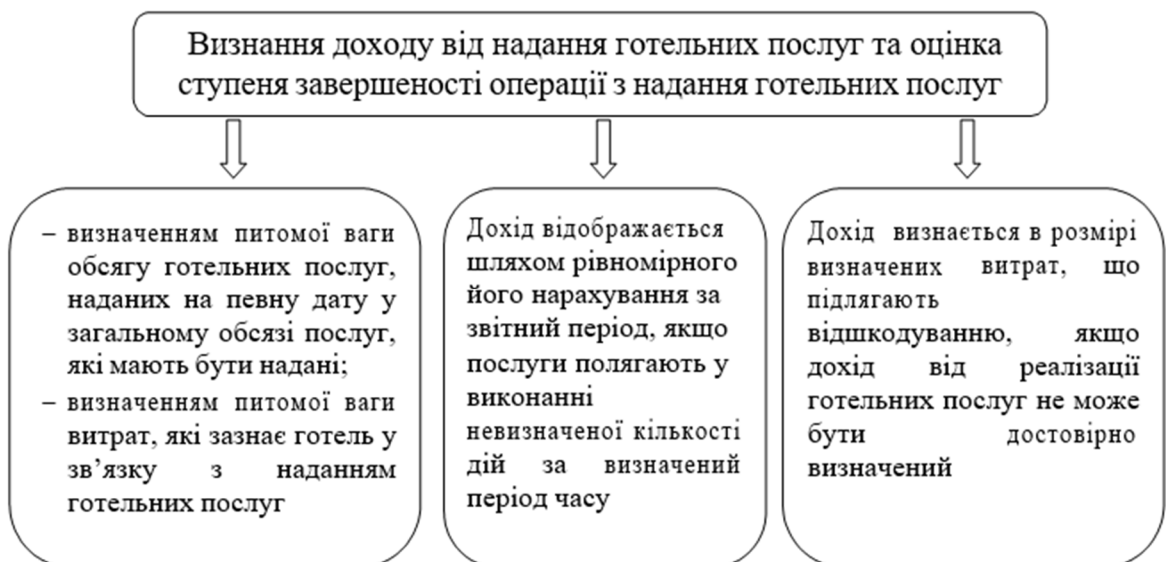 Визнання доходу від надання готельних послуг та оцінка
ступеня завершеності операції з надання готельних послуг
– визначенням питомої ваги
обсягу готельних послуг,
наданих на певну дату у
загальному обсязі послуг,
які мають бути надані;
– визначенням питомої ваги
витрат, які зазнає готель у
зв’язку з наданням
готельних послуг
Дохід відображається
шляхом рівномірного
його нарахування за
звітний період, якщо
послуги полягають у
виконанні
невизначеної кількості
дій за визначений
період часу
Дохід визнається в розмірі
визначених витрат, що
підлягають
відшкодуванню, якщо
дохід від реалізації
готельних послуг не може
бути достовірно
визначений